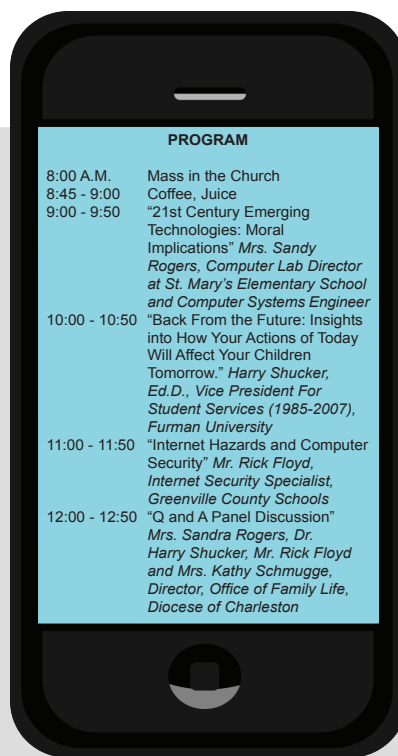 PROGRAM
8:00 A.M. Mass in the Church
8:45 - 9:00 Coffee, Juice
9:00 - 9:50 “21st Century Emerging
Technologies: Moral
Implications” Mrs. Sandy
Rogers, Computer Lab Director
at St. Mary’s Elementary School
and Computer Systems Engineer
10:00 - 10:50 “Back From the Future: Insights
into How Your Actions of Today
Will Affect Your Children
Tomorrow.” Harry Shucker,
Ed.D., Vice President For
Student Services (1985-2007),
Furman University
11:00 - 11:50 “Internet Hazards and Computer
Security” Mr. Rick Floyd,
Internet Security Specialist,
Greenville County Schools
12:00 - 12:50 “Q and A Panel Discussion”
Mrs. Sandra Rogers, Dr.
Harry Shucker, Mr. Rick Floyd
and Mrs. Kathy Schmugge,
Director, Office of Family Life,
Diocese of Charleston